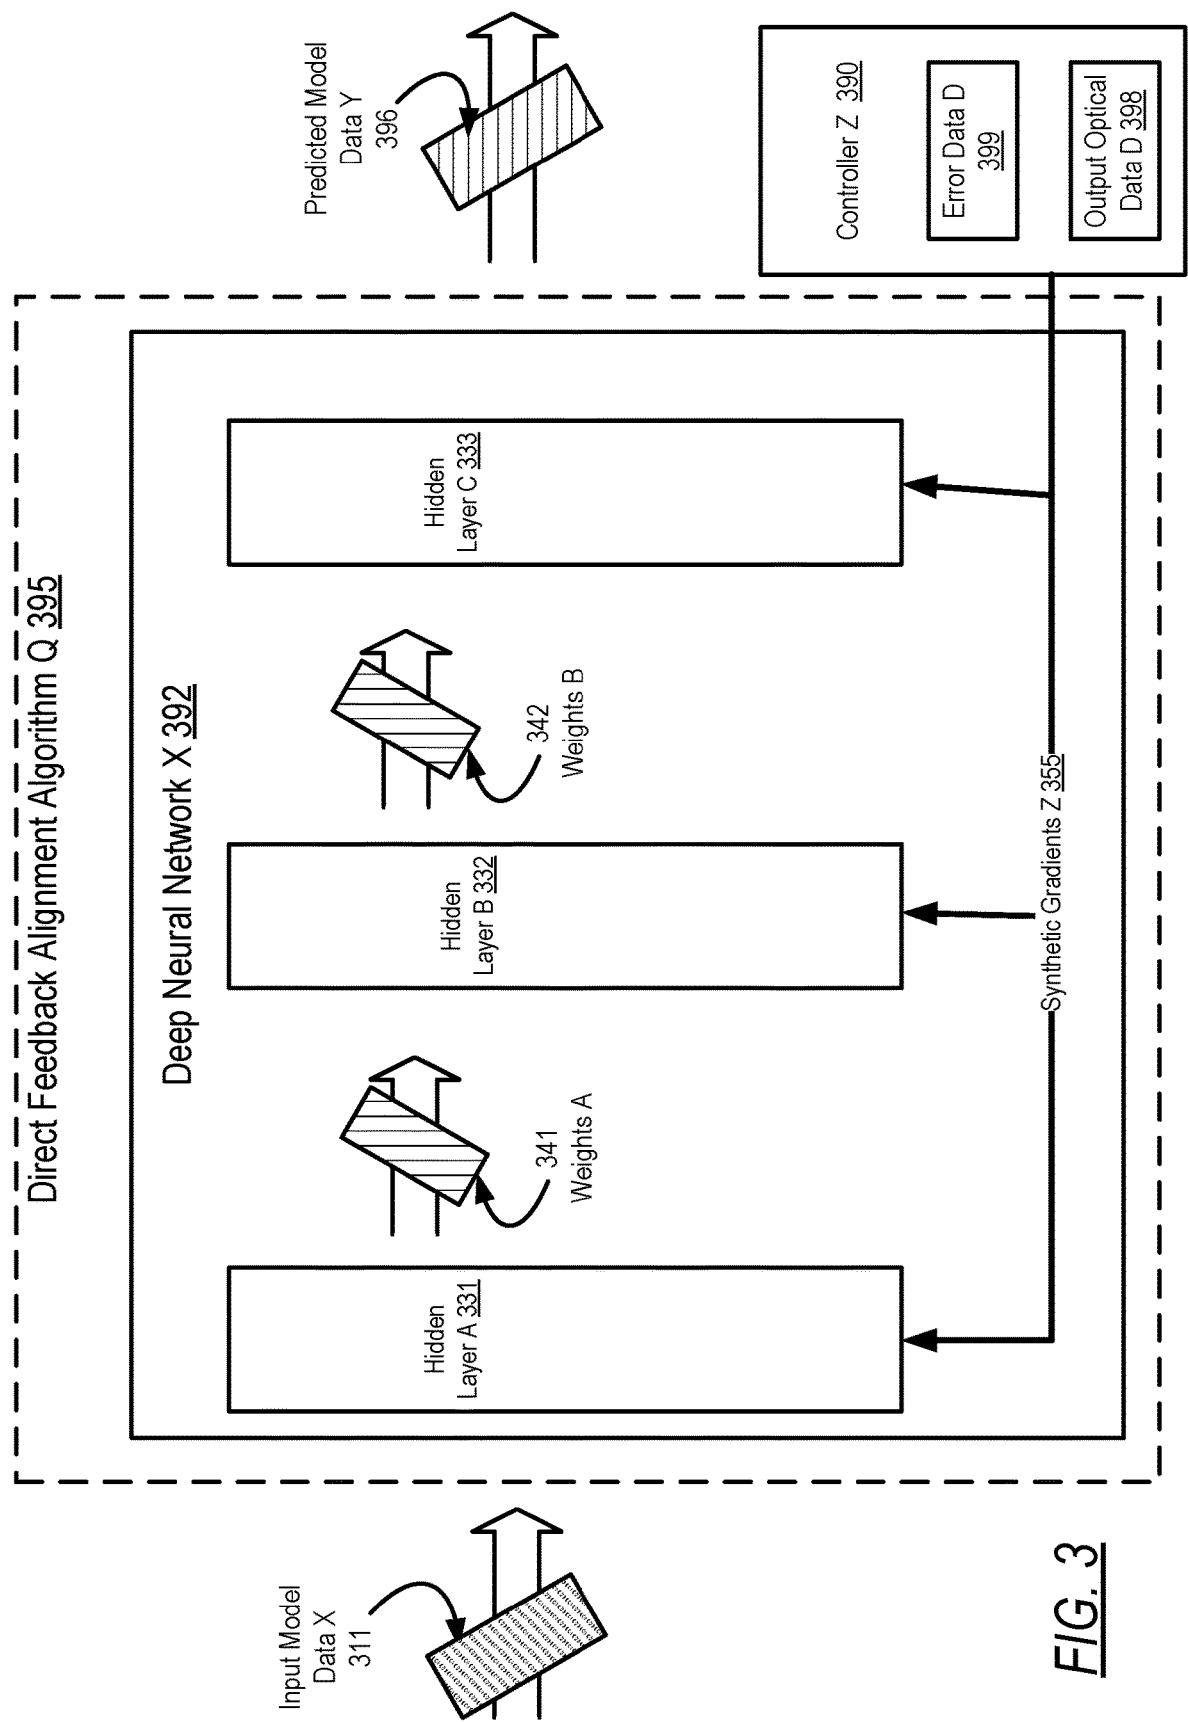 Direct Feedback Alignment Algorithm Q 395
Deep Neural Network X 392
Input Model
Data X
311
Hidden
Layer A 331
341
Weights A
Hidden
Layer B 332
342
Weights B
Hidden
Layer C 333
Predicted Model
Data Y
396
Synthetic Gradients Z 355
Controller Z 390
Error Data D
399
Output Optical
Data D 398
FIG. 3